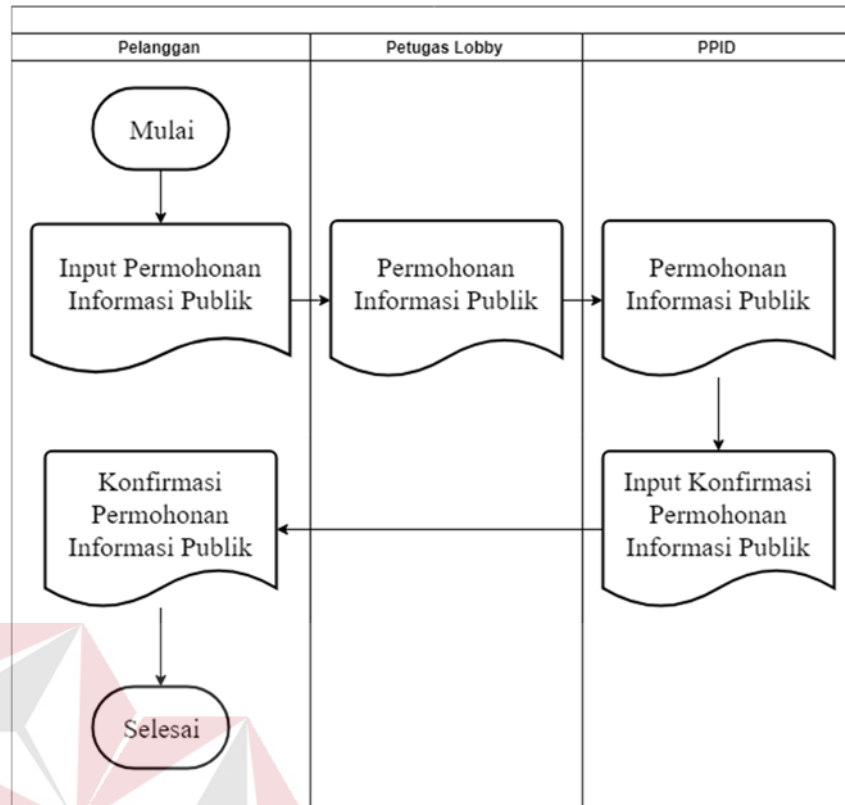 Pelanggan
Petugas Lobby
PPID
Mulai
Input Permohonan
Informasi Publik
Permohonan
Informasi Publik
Permohonan
Informasi Publik
Konfirmasi
Permohonan
Informasi Publik
Input Konfirmasi
Permohonan
Informasi Publik
Selesai